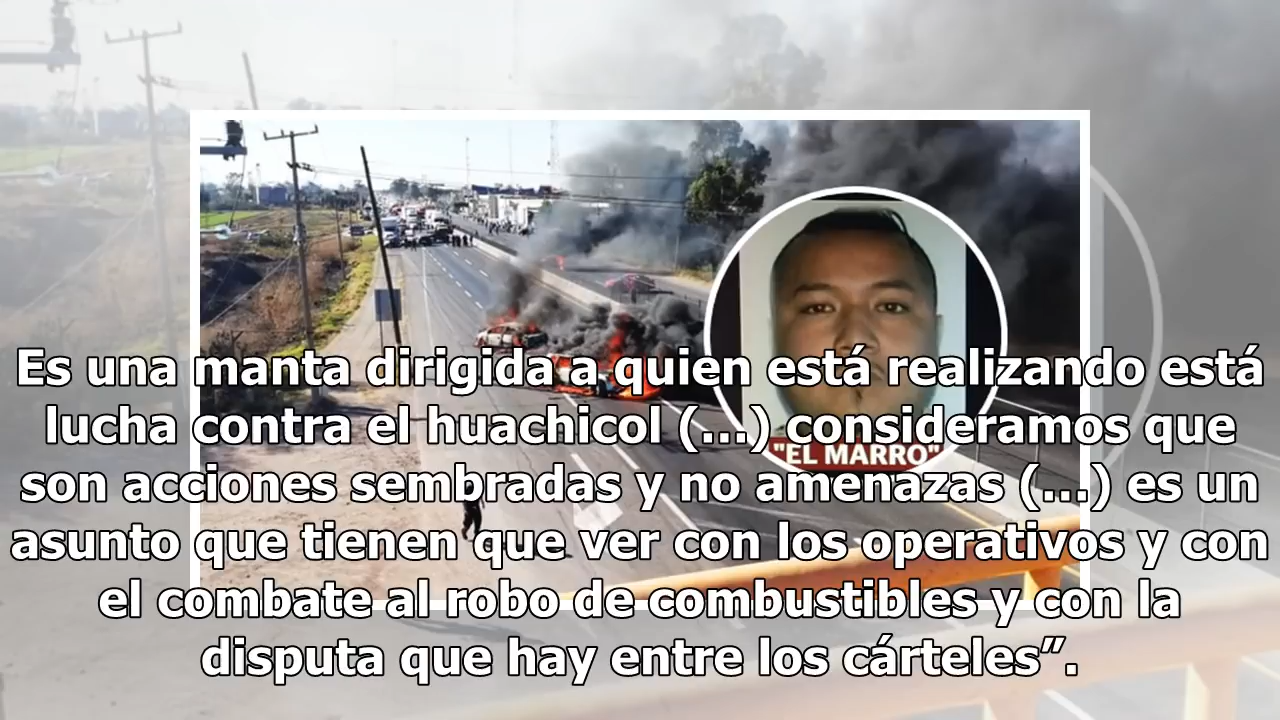 Es una manta dirigida a quien está realizando está
lucha contra el huachicol (...) consideramos que
"EL MARRO"
son acciones sembradas y no amenazas (...) es un
asunto que tienen que ver con los operativos y con
el combate al robo de combustibles y con la
disputa que hay entre los cárteles”.